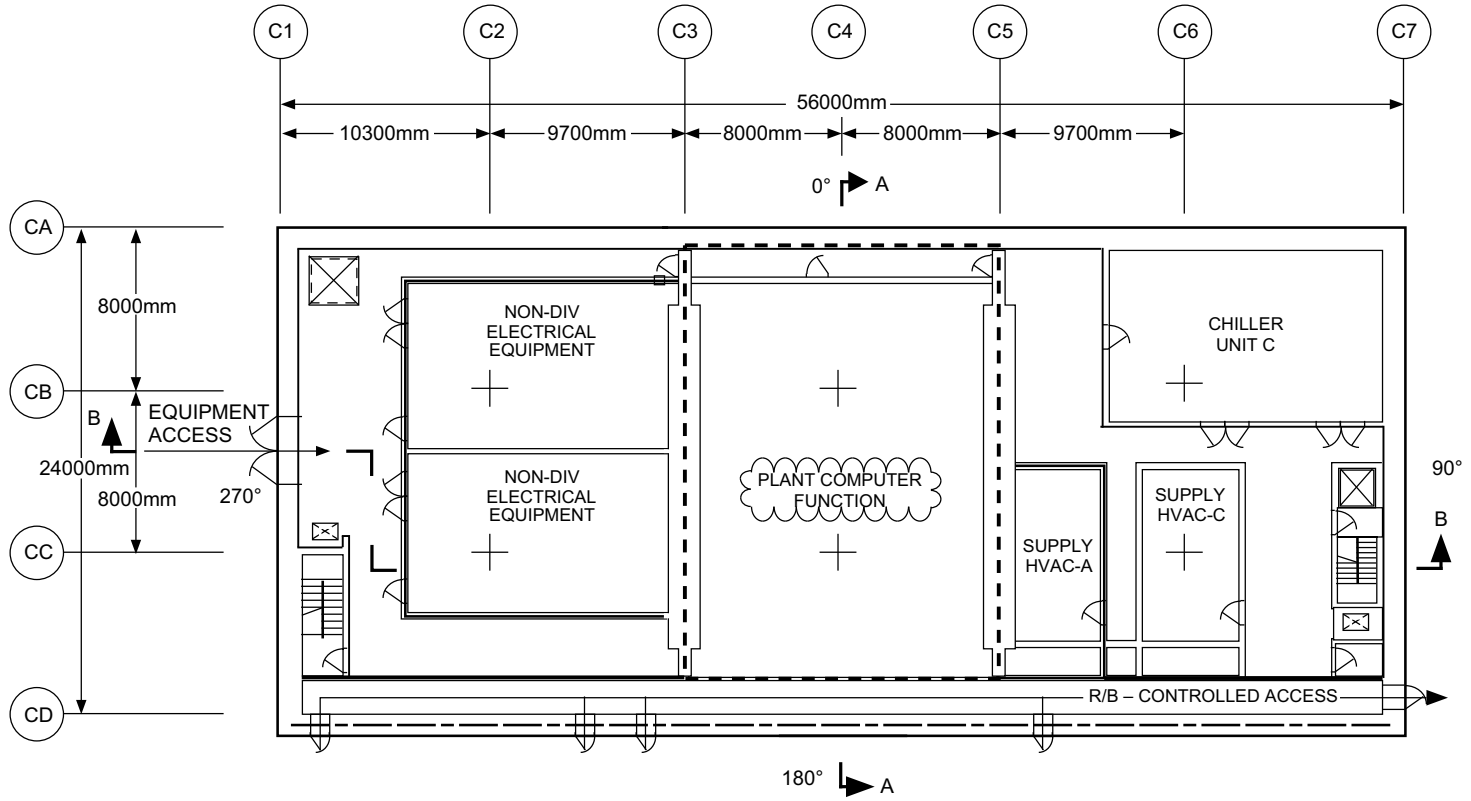 C1
C2
C3
C4
C5
C6
C7
56000mm
10300mm
9700mm
8000mm
8000mm
9700mm
0°
A
CA
8000mm
NON-DIV
ELECTRICAL
EQUIPMENT
CHILLER
UNIT C
CB
B
EQUIPMENT
ACCESS
24000mm
8000mm
270°
NON-DIV
ELECTRICAL
EQUIPMENT
PLANT COMPUTER
FUNCTION
SUPPLY
HVAC-A
SUPPLY
HVAC-C
90°
B
CC
CD
R/B – CONTROLLED ACCESS
180°
A